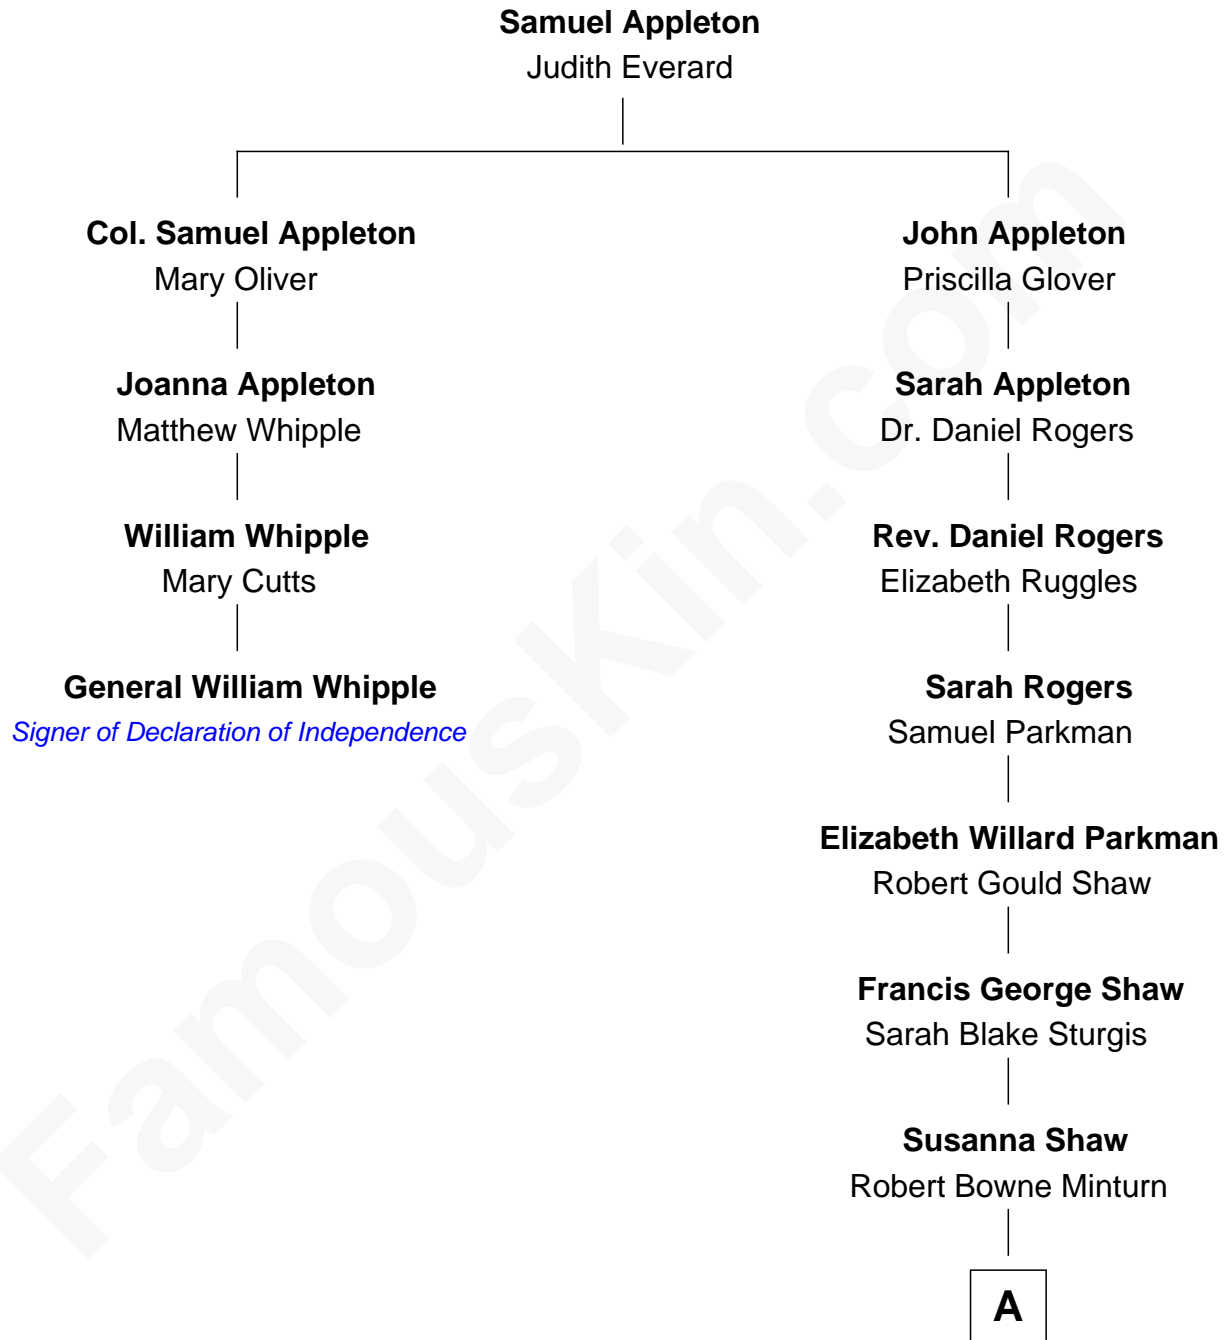 Samuel Appleton
Judith Everard
Col. Samuel Appleton
Mary Oliver
Joanna Appleton
Matthew Whipple
William Whipple
Mary Cutts
General William Whipple
Signer of Declaration of Independence
John Appleton
Priscilla Glover
Sarah Appleton
Dr. Daniel Rogers
Rev. Daniel Rogers
Elizabeth Ruggles
Sarah Rogers
Samuel Parkman
Elizabeth Willard Parkman
Robert Gould Shaw
Francis George Shaw
Sarah Blake Sturgis
Susanna Shaw
Robert Bowne Minturn
A
FamousKin.com